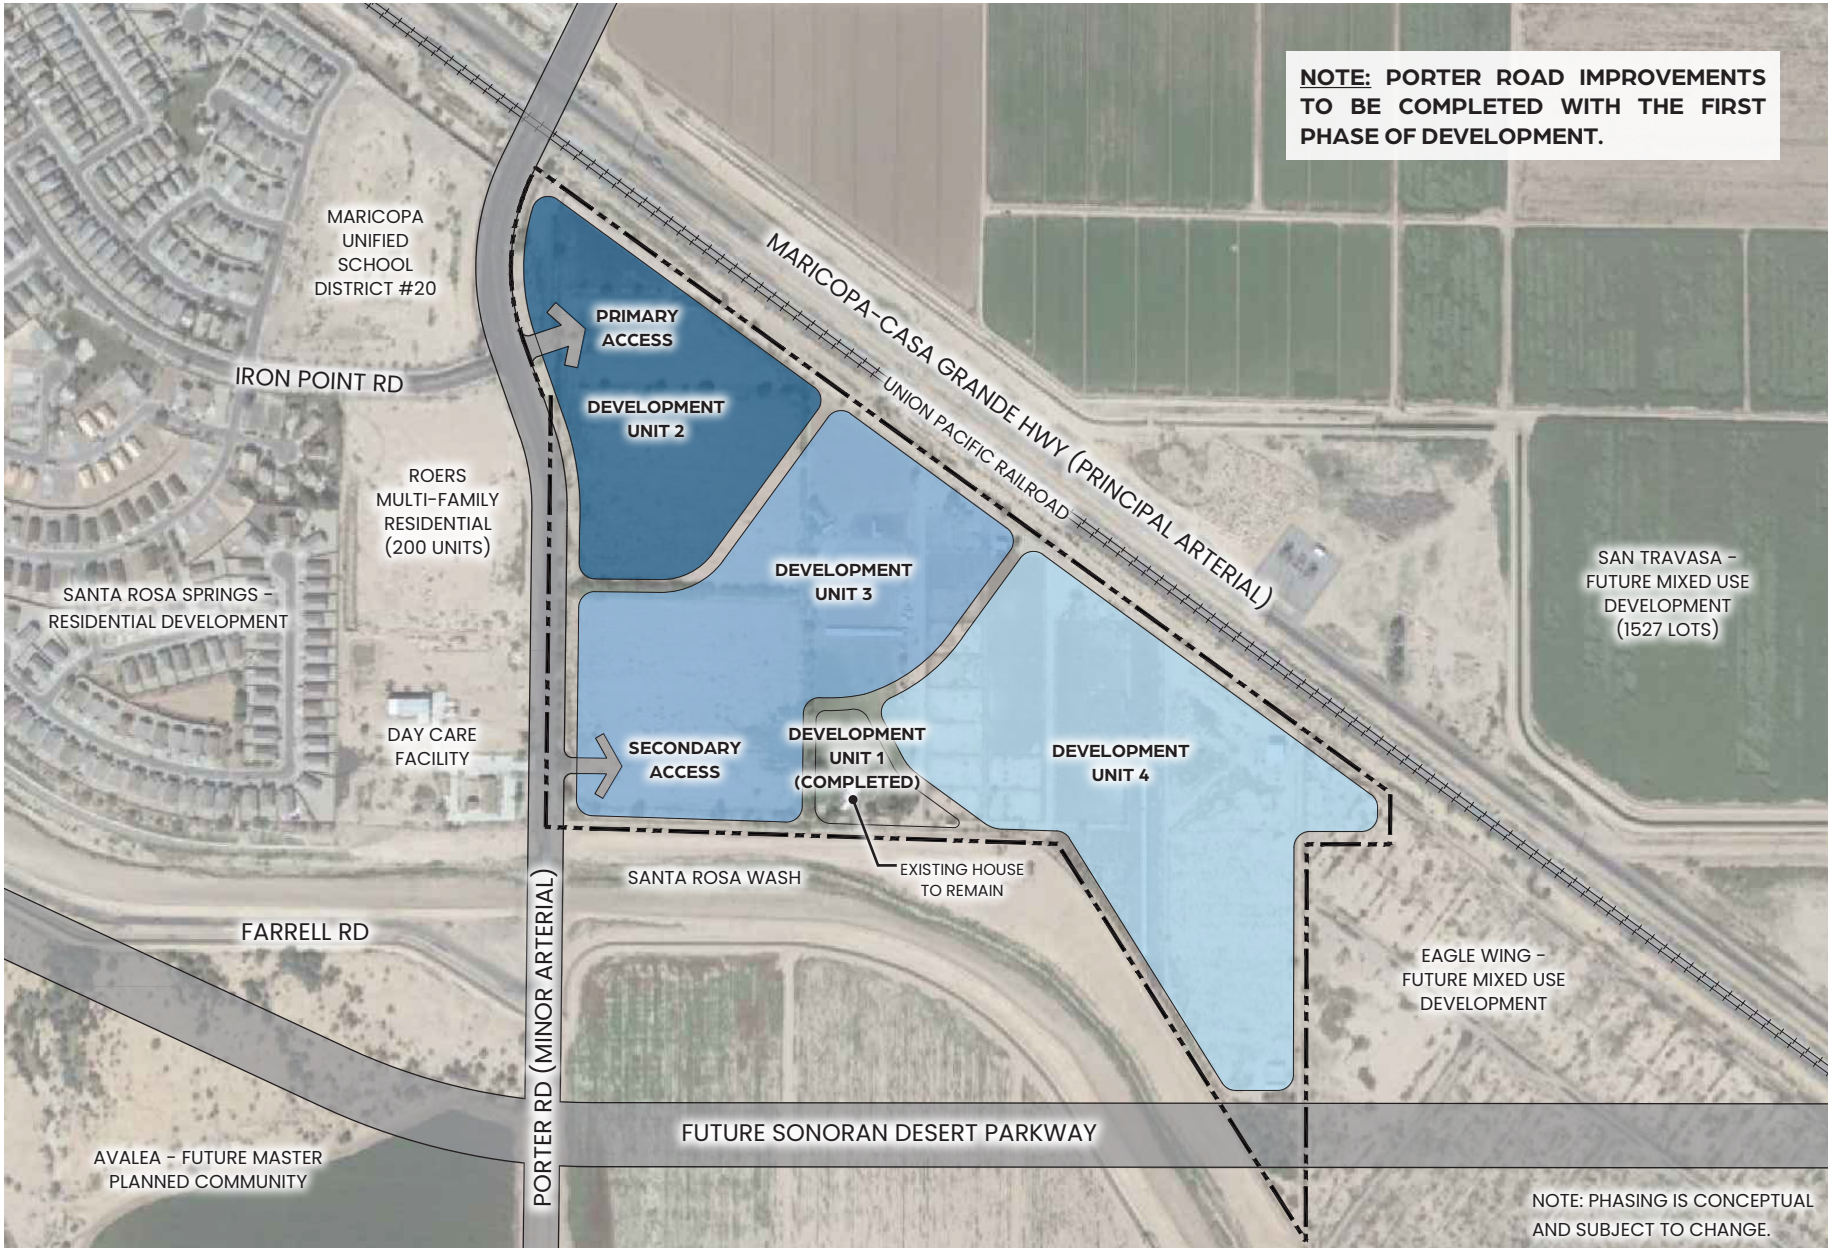 NOTE: PORTER ROAD IMPROVEMENTS
TO BE COMPLETED WITH THE FIRST
PHASE OF DEVELOPMENT.
MARICOPA
UNIFIED
SCHOOL
DISTRICT #20
MARICOPA-CASA GRANDE HWY (PRINCIPAL ARTERIAL)
UNION PACIFIC RAILROAD
PRIMARY
ACCESS
IRON POINT RD
DEVELOPMENT
UNIT 2
ROERS
MULTI-FAMILY
RESIDENTIAL
(200 UNITS)
DEVELOPMENT
UNIT 3
SAN TRAVASA -
FUTURE MIXED USE
DEVELOPMENT
(1527 LOTS)
SANTA ROSA SPRINGS -
RESIDENTIAL DEVELOPMENT
DAY CARE
FACILITY
SECONDARY
ACCESS
DEVELOPMENT
UNIT 1
(COMPLETED)
DEVELOPMENT
UNIT 4
EXISTING HOUSE
TO REMAIN
SANTA ROSA WASH
FARRELL RD
PORTER RD (MINOR ARTERIAL)
EAGLE WING -
FUTURE MIXED USE
DEVELOPMENT
FUTURE SONORAN DESERT PARKWAY
AVALEA - FUTURE MASTER
PLANNED COMMUNITY
NOTE: PHASING IS CONCEPTUAL
AND SUBJECT TO CHANGE.